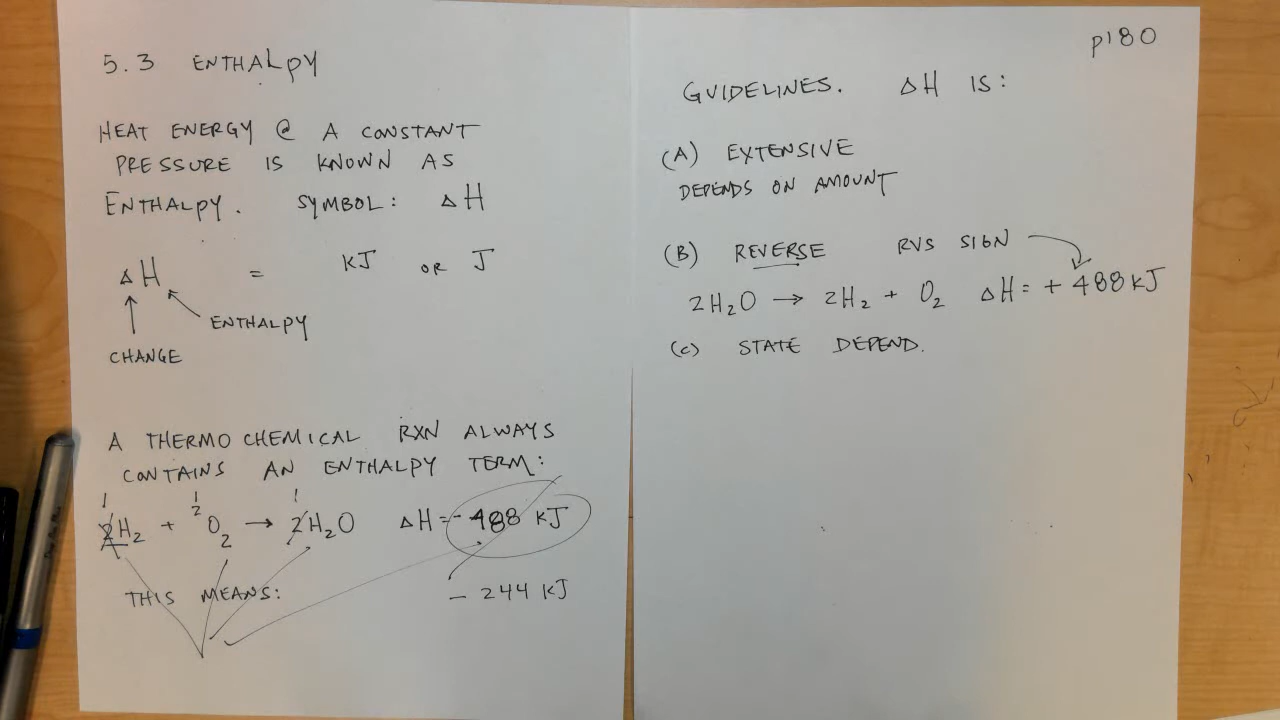 5.3 ENTHALPY
HEAT ENERGY @ A CONSTANT
PRESSURE IS KNOWN AS
ENTHALPY. SYMBOL: ΔH
ΔH = KJ OR J
ENTHALPY
CHANGE
A THERMOCHEMICAL RXN ALWAYS
CONTAINS AN ENTHALPY TERM:
1 1/2 1
2H₂ + O₂ → 2H₂O ΔH = -488 KJ
THIS MEANS: - 244 KJ
P180
GUIDELINES. ΔH IS:
(A) EXTENSIVE
DEPENDS ON AMOUNT
(B) REVERSE RVS SIGN
2H₂O → 2H₂ + O₂ ΔH = + 488 KJ
(C) STATE DEPEND.